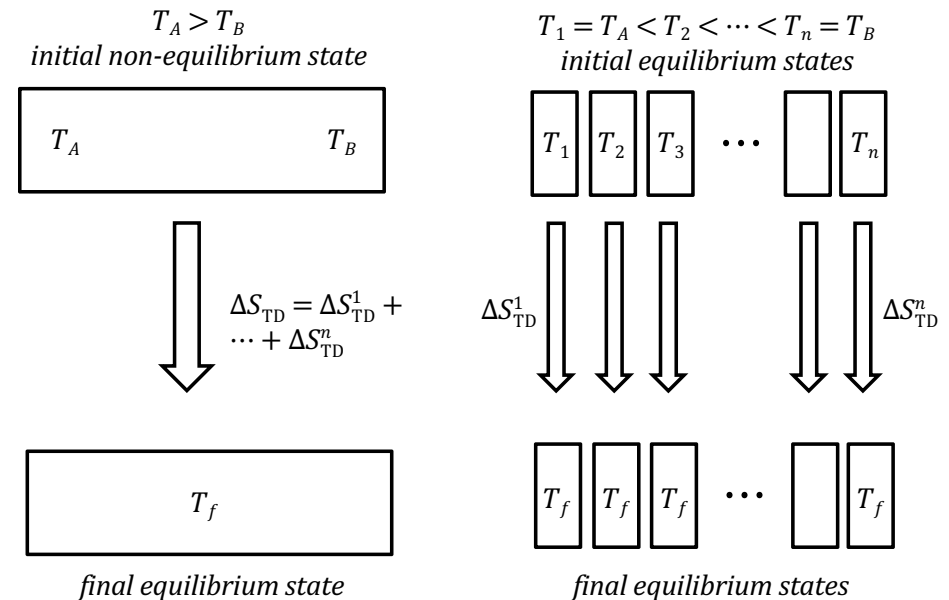 T_A > T_B
initial non-equilibrium state
T_A T_B
ΔS_TD = ΔS_TD^1 +
⋯ + ΔS_TD^n
T_f
final equilibrium state
T_1 = T_A < T_2 < ⋯ < T_n = T_B
initial equilibrium states
T_1 T_2 T_3 ⋯ T_n
ΔS_TD^1 ΔS_TD^n
T_f T_f T_f ⋯ T_f
final equilibrium states